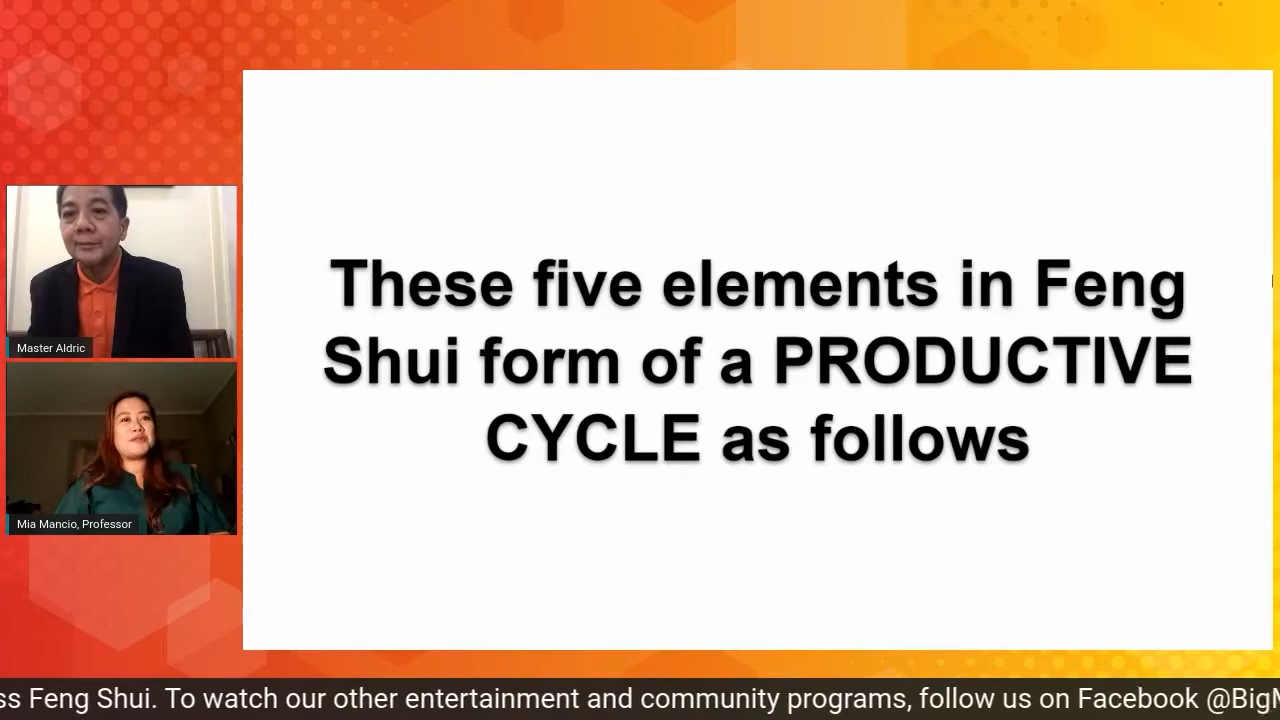 These five elements in Feng
Shui form of a PRODUCTIVE
CYCLE as follows
Master Aldric
Mia Mancio, Professor
Feng Shui. To watch our other entertainment and community programs, follow us on Facebook